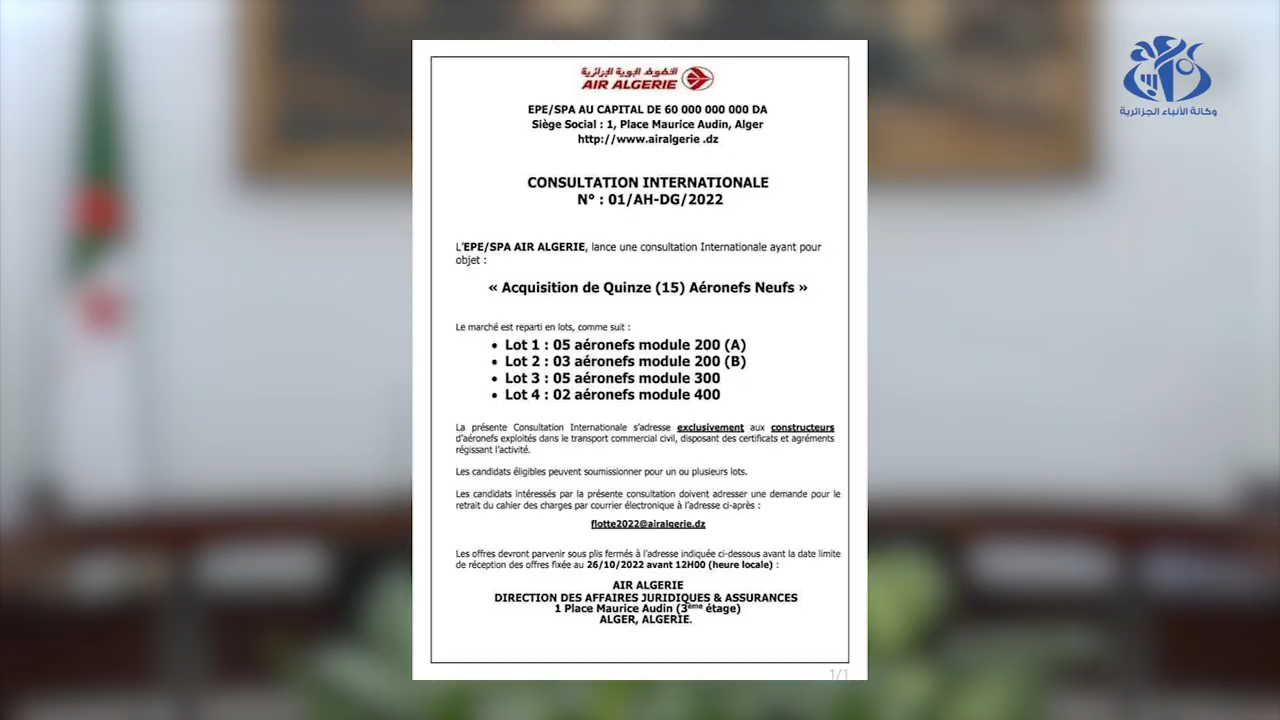 الخطوط الجوية الجزائرية
AIR ALGERIE
EPE/SPA AU CAPITAL DE 60 000 000 000 DA
Siège Social : 1, Place Maurice Audin, Alger
http://www.airalgerie .dz
CONSULTATION INTERNATIONALE
N° : 01/AH-DG/2022
L'EPE/SPA AIR ALGERIE, lance une consultation Internationale ayant pour
objet :
« Acquisition de Quinze (15) Aéronefs Neufs »
Le marché est reparti en lots, comme suit :
• Lot 1 : 05 aéronefs module 200 (A)
• Lot 2 : 03 aéronefs module 200 (B)
• Lot 3 : 05 aéronefs module 300
• Lot 4 : 02 aéronefs module 400
La présente Consultation Internationale s'adresse exclusivement aux constructeurs
d'aéronefs exploités dans le transport commercial civil, disposant des certificats et agréments
régissant l'activité.
Les candidats éligibles peuvent soumissionner pour un ou plusieurs lots.
Les candidats intéressés par la présente consultation doivent adresser une demande pour le
retrait du cahier des charges par courrier électronique à l'adresse ci-après :
flotte2022@airalgerie.dz
Les offres devront parvenir sous plis fermés à l'adresse indiquée ci-dessous avant la date limite
de réception des offres fixée au 26/10/2022 avant 12H00 (heure locale) :
AIR ALGERIE
DIRECTION DES AFFAIRES JURIDIQUES & ASSURANCES
1 Place Maurice Audin (3ème étage)
ALGER, ALGERIE.
1/1
وكالة الأنباء الجزائرية